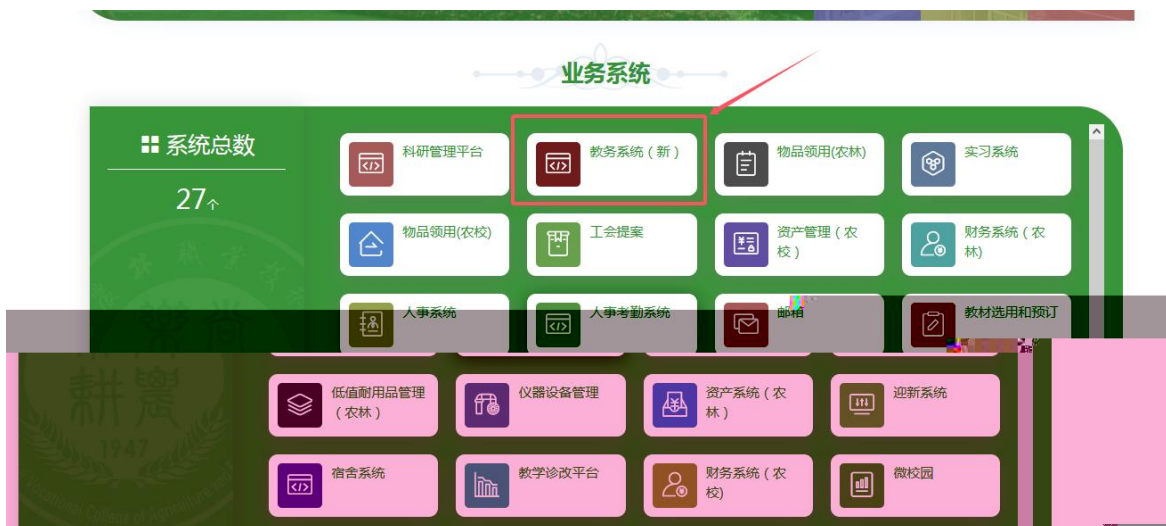 业务系统
系统总数
27个
科研管理平台
教务系统（新）
物品领用(农林)
实习系统
物品领用(农校)
工会提案
资产管理（农
校）
财务系统（农
林)
人事系统
人事考勤系统
邮箱
教材选用和预订
低值耐用品管理
（农林）
仪器设备管理
资产系统（农
林）
迎新系统
宿舍系统
教学诊改平台
财务系统（农
校)
微校园
1947